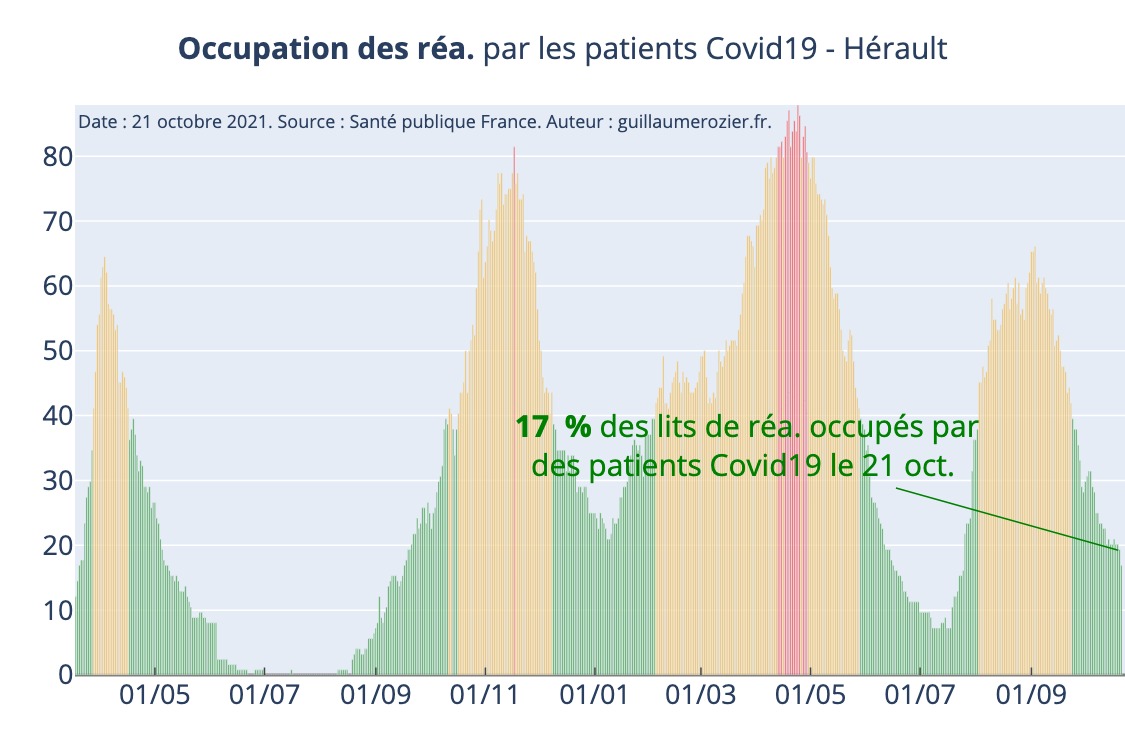 Occupation des réa. par les patients Covid19 - Hérault
Date : 21 octobre 2021. Source : Santé publique France. Auteur : guillaumerozier.fr.
80
70
60
50
40
30
20
10
0
17 % des lits de réa. occupés par
des patients Covid19 le 21 oct.
01/05 01/07 01/09 01/11 01/01 01/03 01/05 01/07 01/09